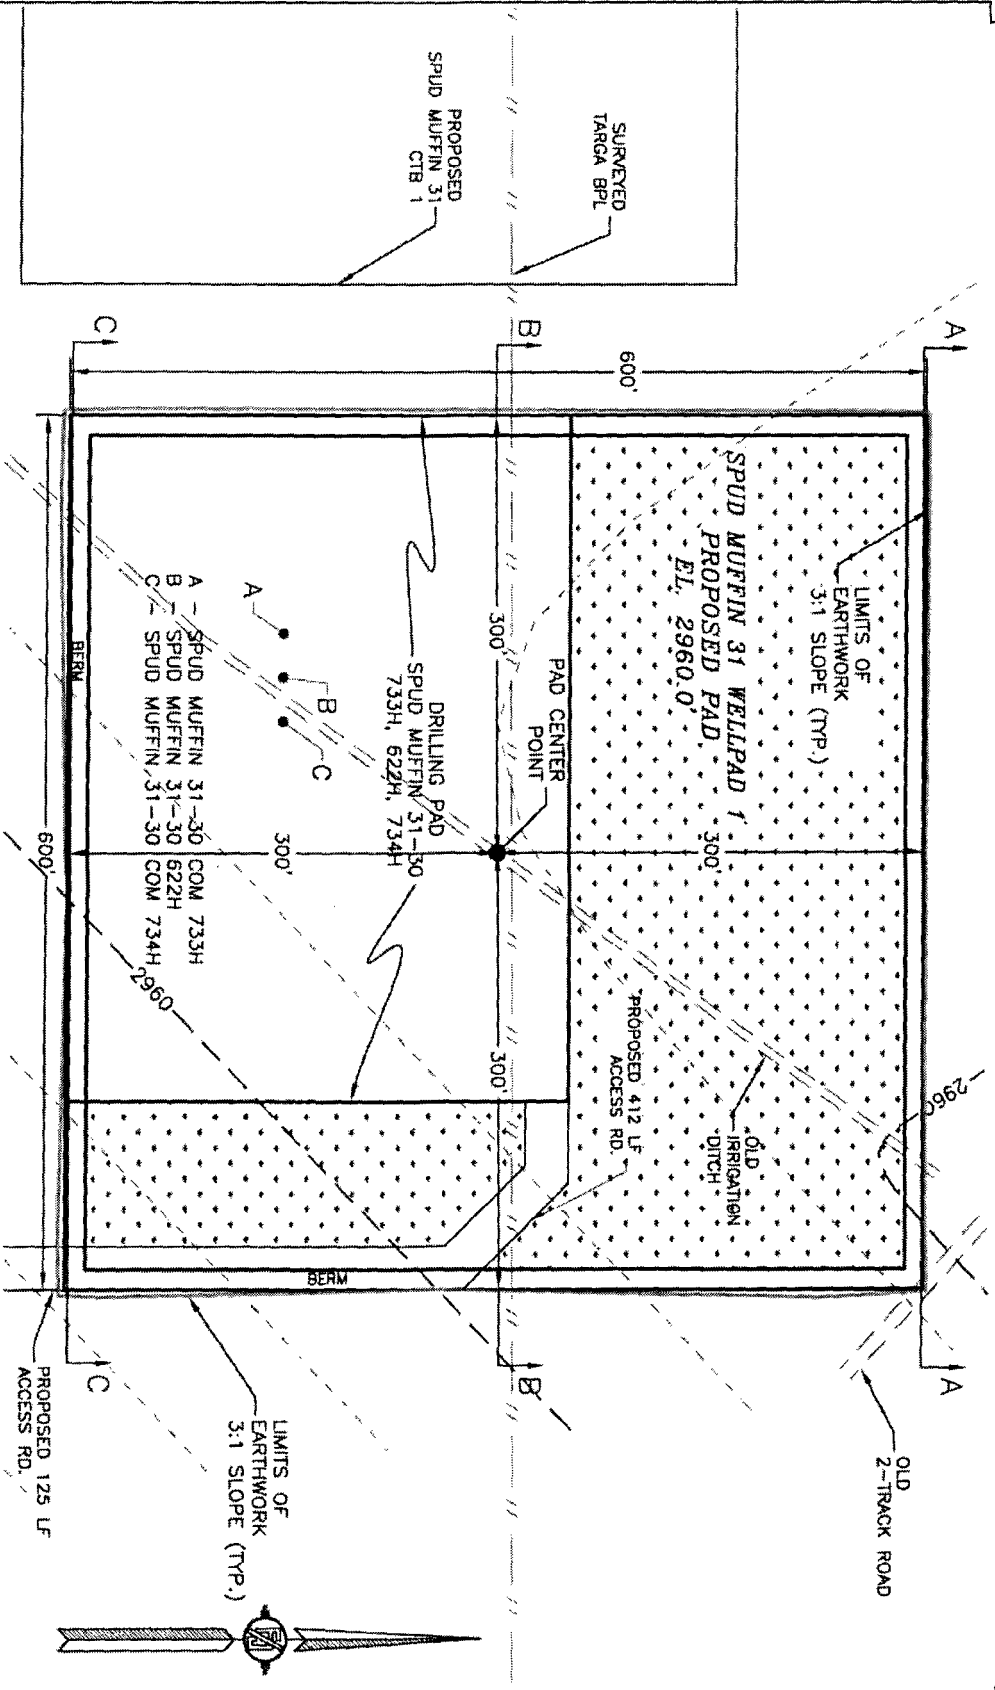 SURVEYED
TARGA BPL
PROPOSED
SPUD MUFFIN 31
CTB 1
A
B
C
600'
LIMITS OF
EARTHWORK
3:1 SLOPE (TYP.)
SPUD MUFFIN 31 WELLPAD 1
PROPOSED PAD
EL. 2960.0'
300'
300'
PAD CENTER
POINT
DRILLING PAD
SPUD MUFFIN 31-30
733H, 622H, 734H
A
B
C
A - SPUD MUFFIN 31-30 COM 733H
B - SPUD MUFFIN 31-30 622H
C - SPUD MUFFIN 31-30 COM 734H
BERM
300'
600'
2960
300'
PROPOSED 412 LF
ACCESS RD.
OLD
IRRIGATION
DITCH
2960
BERM
A
B
C
OLD
2-TRACK ROAD
LIMITS OF
EARTHWORK
3:1 SLOPE (TYP.)
PROPOSED 125 LF
ACCESS RD.